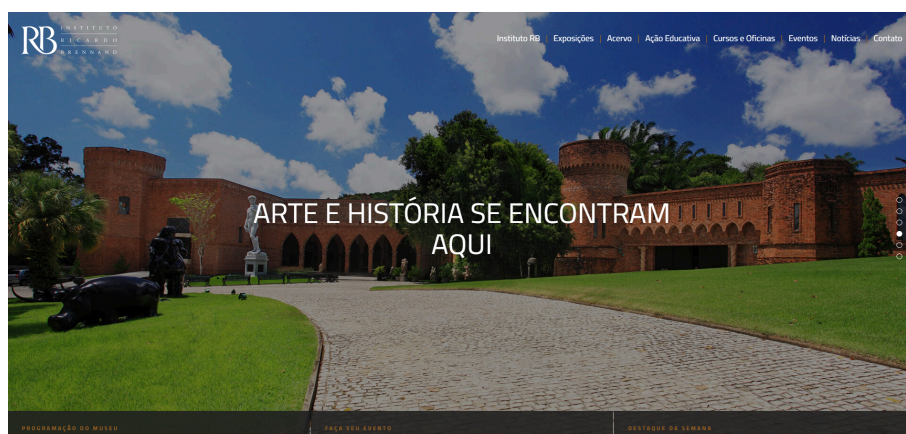 RB
INSTITUTO
RICARDO
BRENNAND
Instituto RB | Exposições | Acervo | Ação Educativa | Cursos e Oficinas | Eventos | Notícias | Contato
ARTE E HISTÓRIA SE ENCONTRAM
AQUI
PROGRAMAÇÃO DO MUSEU
FAÇA SEU EVENTO
DESTAQUE DA SEMANA